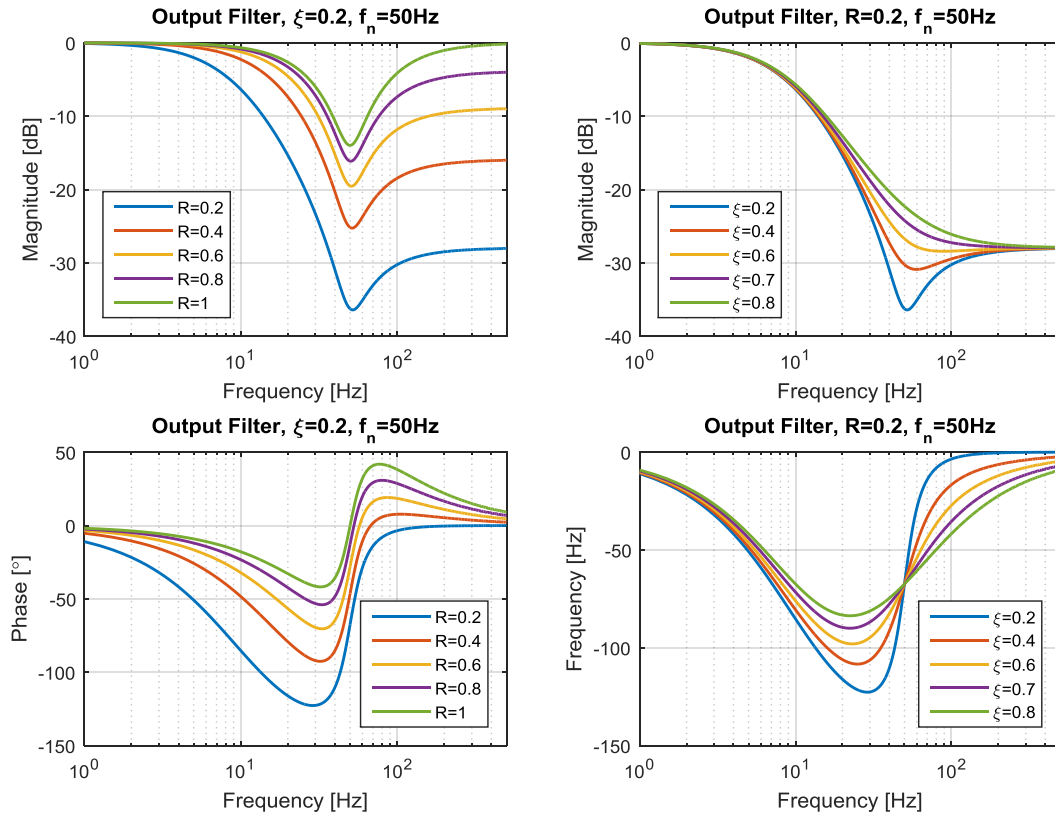 Output Filter, ξ=0.2, fn=50Hz
0
-10
-20
-30
-40
Magnitude [dB]
R=0.2
R=0.4
R=0.6
R=0.8
R=1
10^0
10^1
10^2
Frequency [Hz]
Output Filter, R=0.2, fn=50Hz
0
-10
-20
-30
-40
Magnitude [dB]
ξ=0.2
ξ=0.4
ξ=0.6
ξ=0.7
ξ=0.8
10^0
10^1
10^2
Frequency [Hz]
Output Filter, ξ=0.2, fn=50Hz
50
0
-50
-100
-150
Phase [°]
R=0.2
R=0.4
R=0.6
R=0.8
R=1
10^0
10^1
10^2
Frequency [Hz]
Output Filter, R=0.2, fn=50Hz
0
-50
-100
-150
Frequency [Hz]
ξ=0.2
ξ=0.4
ξ=0.6
ξ=0.7
ξ=0.8
10^0
10^1
10^2
Frequency [Hz]